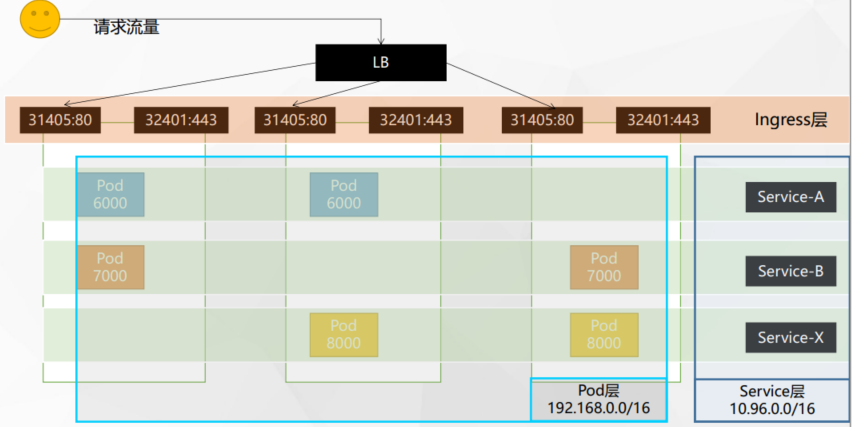 请求流量
LB
31405:80 32401:443 31405:80 32401:443 31405:80 32401:443 Ingress层
Pod Pod
6000 6000 Service-A
Pod Pod
7000 7000 Service-B
Pod Pod
8000 8000 Service-X
Pod层 Service层
192.168.0.0/16 10.96.0.0/16